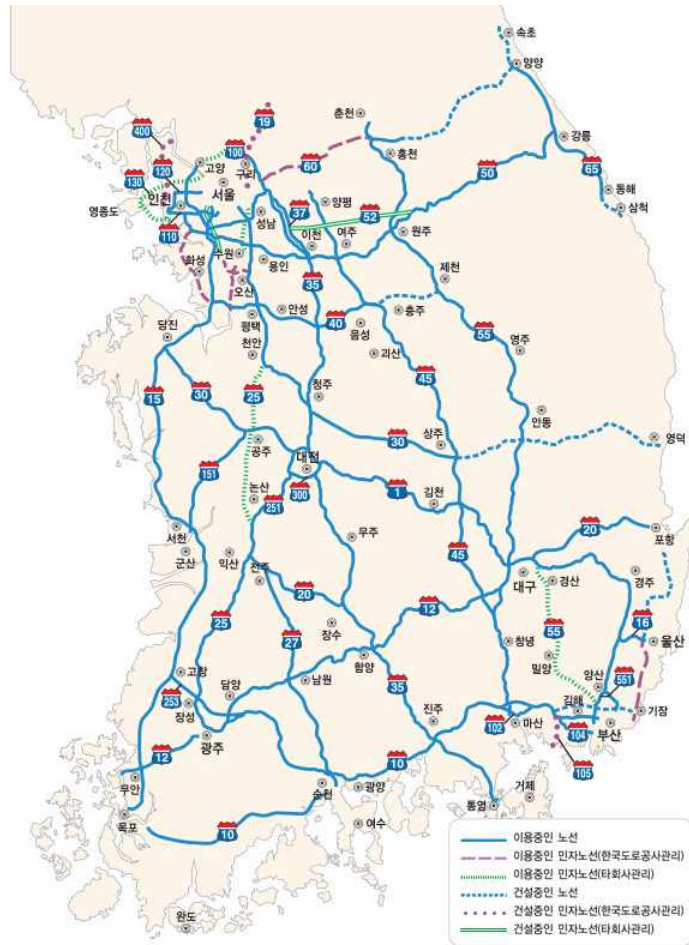 속초
양양
춘천
19
400
강릉
홍천
100
고양
60
구리
120
50
65
130
서울
동해
인천
양평
37
영종도
52
삼척
성남
110
이천
여주
원주
수원
용인
화성
제천
35
오산
안성
충주
40
평택
당진
음성
55
영주
천안
괴산
45
15
30
25
청주
안동
상주
영덕
30
공주
대전
151
300
1
김천
논산
251
20
서천
무주
포항
45
군산
익산
전주
대구
경산
경주
20
12
16
25
장수
55
27
창녕
울산
함양
밀양
고창
35
양산
551
담양
남원
253
진주
김해
장성
기장
102
마산
104
부산
광주
12
10
105
무안
순천
광양
거제
목포
통영
10
여수
이용중인 노선
이용중인 민자노선(한국도로공사관리)
이용중인 민자노선(타회사관리)
건설중인 노선
건설중인 민자노선(한국도로공사관리)
건설중인 민자노선(타회사관리)
완도